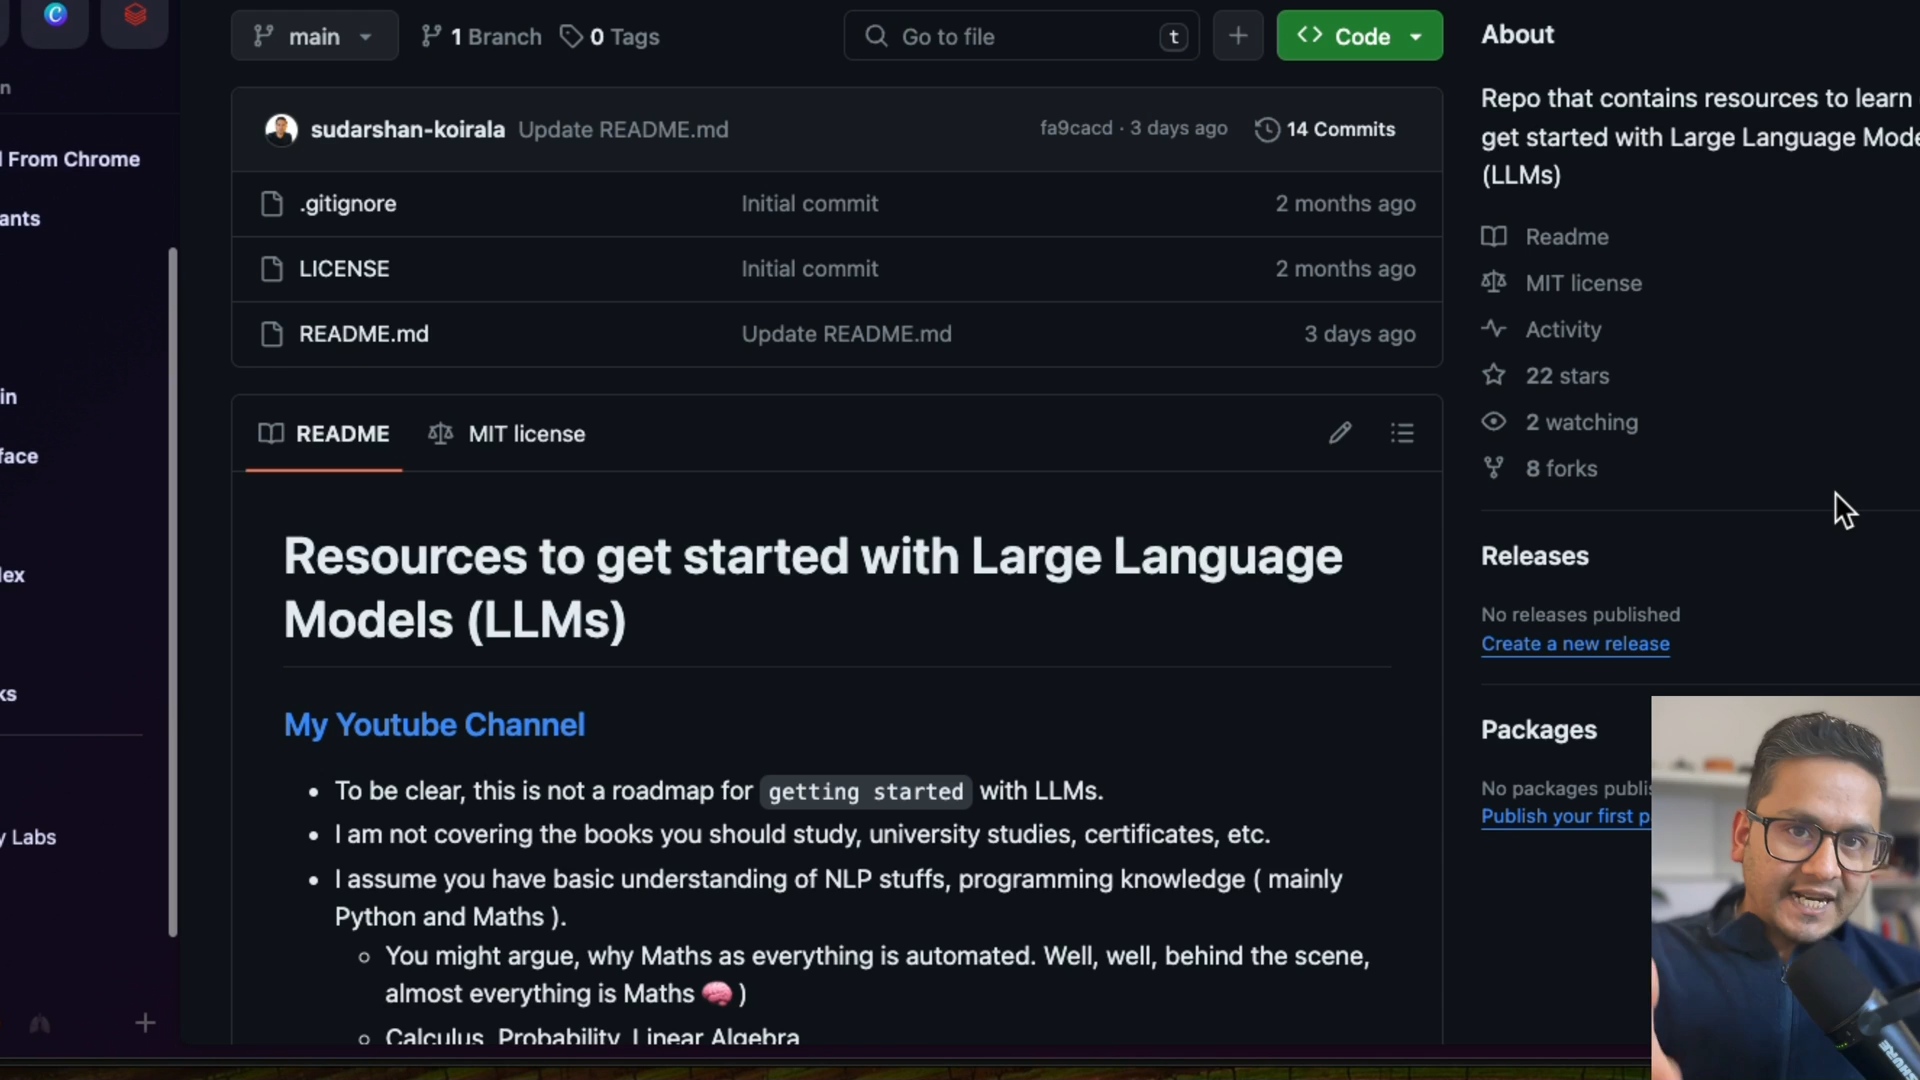 main
1 Branch
0 Tags
Go to file
t
Code
About
Repo that contains resources to learn
get started with Large Language
(LLMs)
sudarshan-koirala Update README.md
fa9cacd · 3 days ago
14 Commits
.gitignore
Initial commit
2 months ago
LICENSE
Initial commit
2 months ago
README.md
Update README.md
3 days ago
Readme
MIT license
Activity
22 stars
2 watching
8 forks
README
MIT license
Resources to get started with Large Language
Models (LLMs)
My Youtube Channel
To be clear, this is not a roadmap for getting started with LLMs.
I am not covering the books you should study, university studies, certificates, etc.
I assume you have basic understanding of NLP stuffs, programming knowledge ( mainly
Python and Maths ).
You might argue, why Maths as everything is automated. Well, well, behind the scene,
almost everything is Maths 🧠 )
Calculus, Probability, Linear Algebra
Releases
No releases published
Create a new release
Packages
No packages
Publish your first
From Chrome
Labs
SHURE